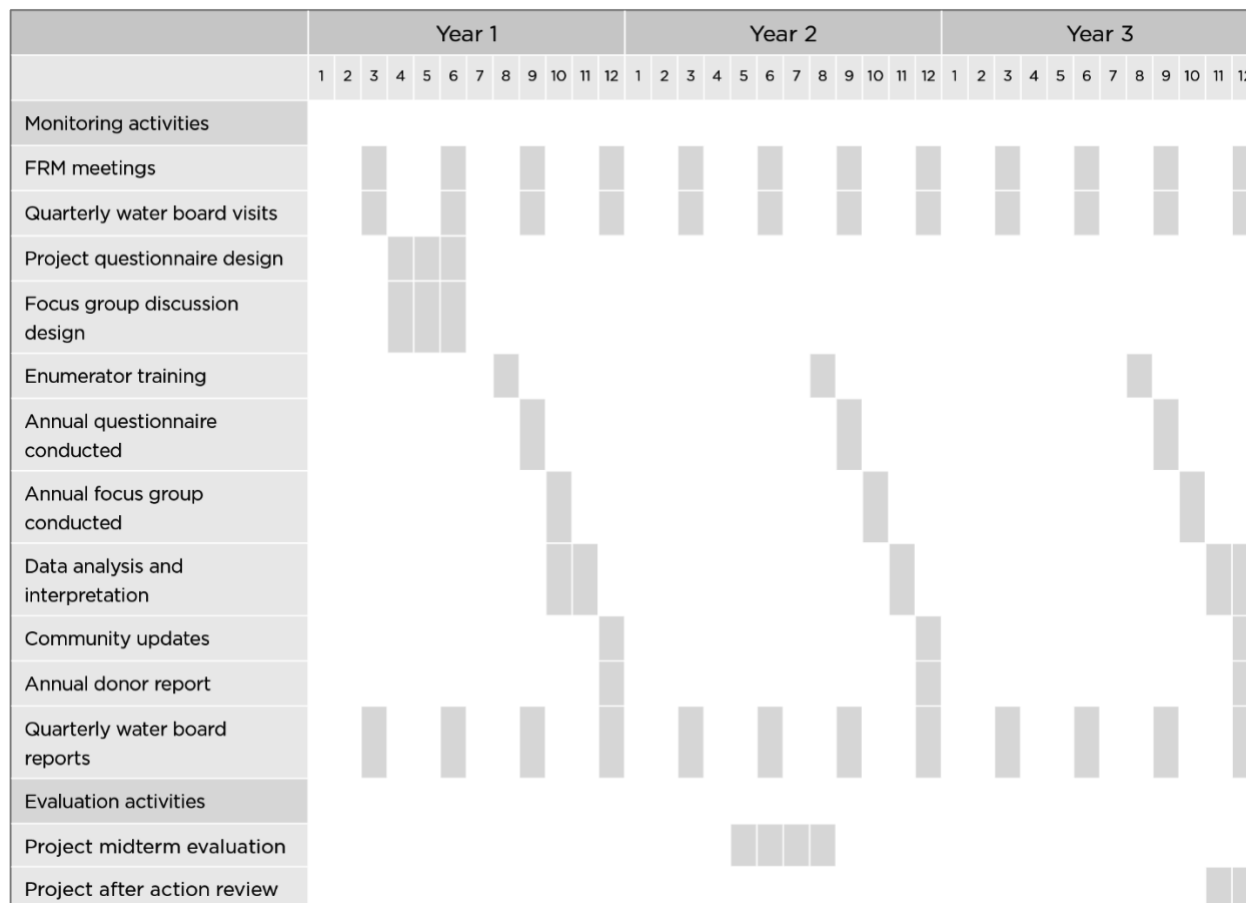 Year 1 Year 2 Year 3
1 2 3 4 5 6 7 8 9 10 11 12 1 2 3 4 5 6 7 8 9 10 11 12 1 2 3 4 5 6 7 8 9 10 11 12
Monitoring activities
FRM meetings
Quarterly water board visits
Project questionnaire design
Focus group discussion
design
Enumerator training
Annual questionnaire
conducted
Annual focus group
conducted
Data analysis and
interpretation
Community updates
Annual donor report
Quarterly water board
reports
Evaluation activities
Project midterm evaluation
Project after action review